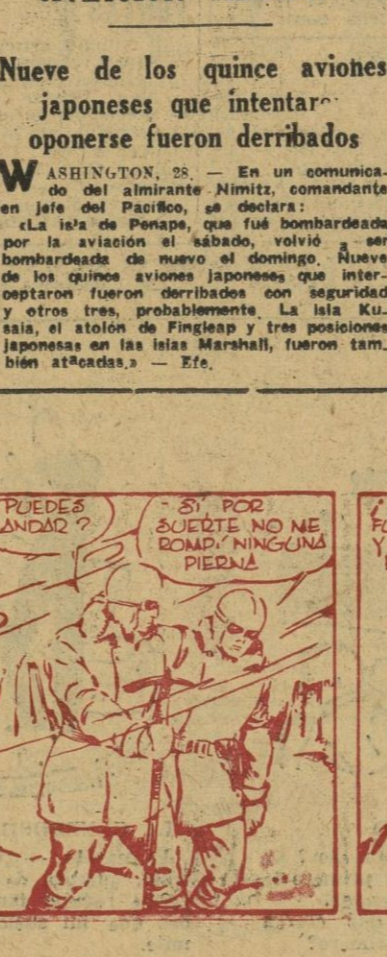 Nueve de los quince aviones
japoneses que intentar
oponerse fueron derribados
WASHINGTON, 28. — En un comunica-
do del almirante Nimitz, comandante
en jefe del Pacífico, se declara:
«La is'a de Penape, que fué bombardeada
por la aviación el sábado, volvió a ser
bombardeada de nuevo el domingo. Nueve
de los quince aviones japoneses que inter-
ceptaron fueron derribados con seguridad
y otros tres, probablemente. La isla Ku-
saia, el atolón de Fingleap y tres posiciones
japonesas en las islas Marshall, fueron tam-
bién atacadas.» — Efe.
PUEDES
ANDAR?
- SÍ, POR
SUERTE NO ME
ROMPÍ NINGUNA
PIERNA
FO
Y